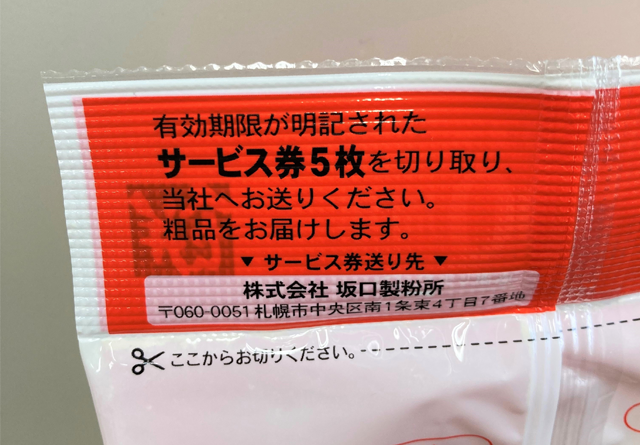 有効期限が明記された
サービス券5枚を切り取り、
当社へお送りください。
粗品をお届けします。
▼ サービス券送り先 ▼
株式会社 坂口製粉所
〒060-0051 札幌市中央区南1条東4丁目7番地
ここからお切りください。